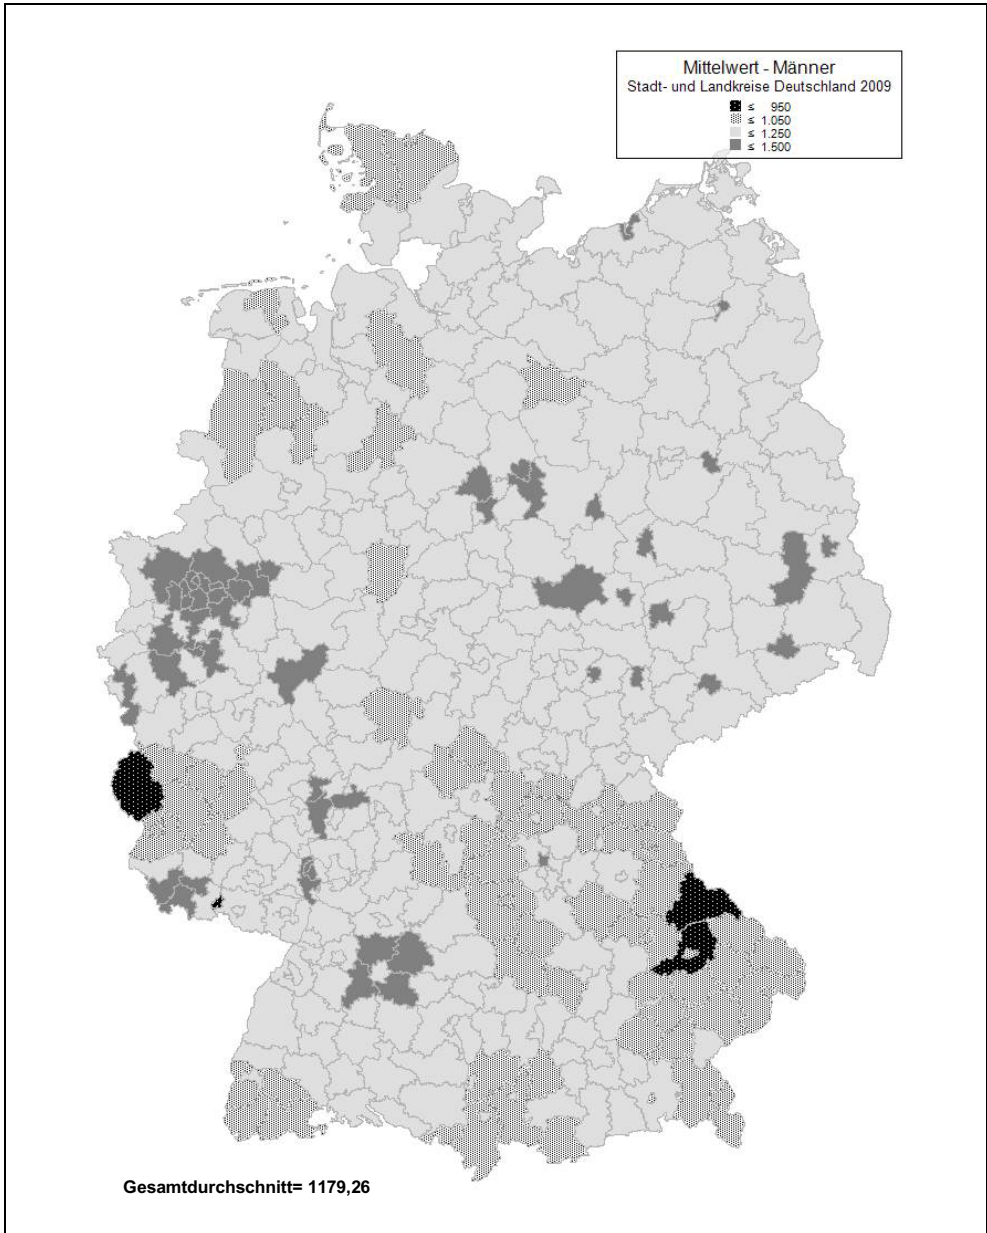 Mittelwert - Männer
Stadt- und Landkreise Deutschland 2009
≤ 950
≤ 1.050
≤ 1.250
≤ 1.500
Gesamtdurchschnitt= 1179,26